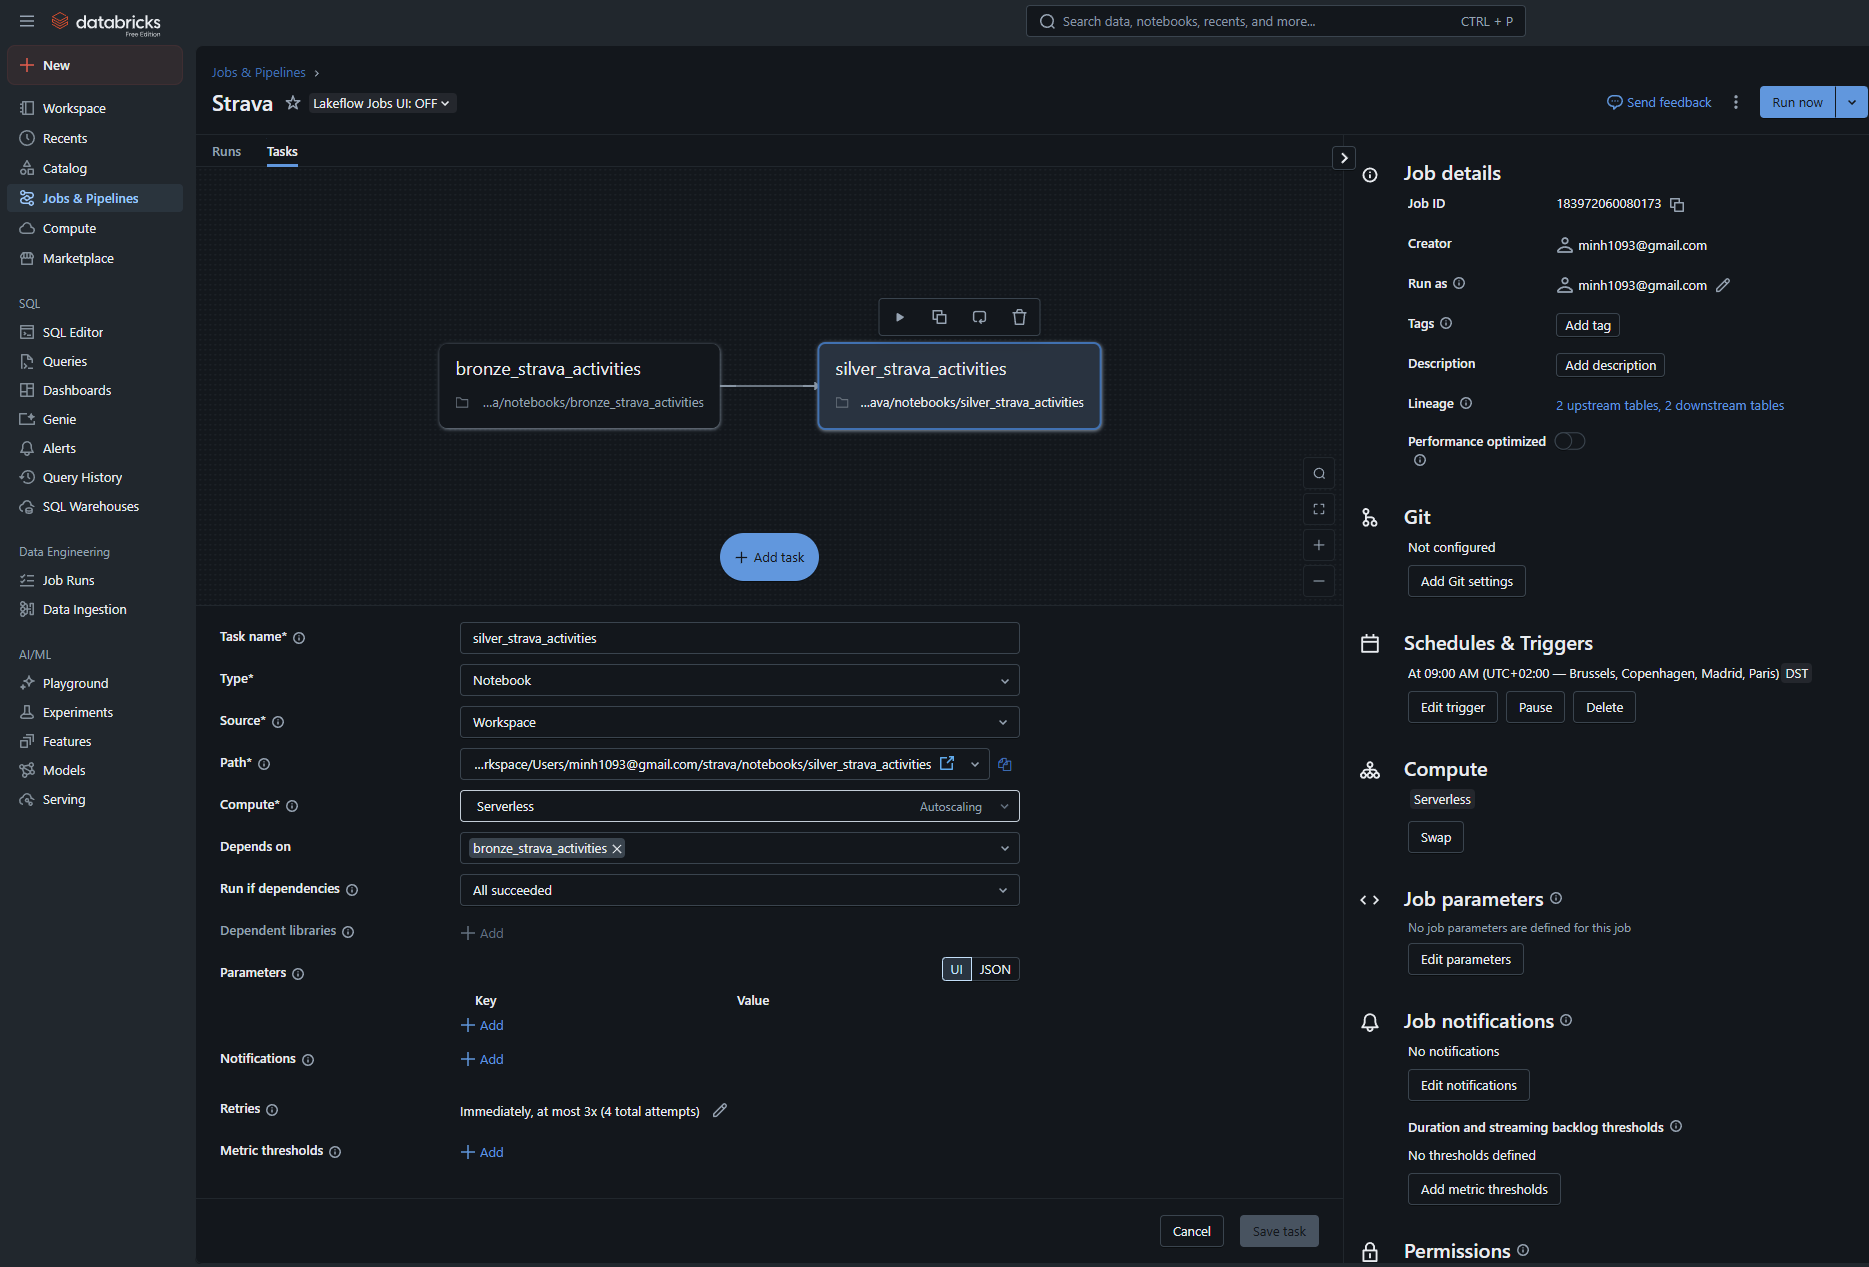 databricks
Free Edition
Search data, notebooks, recents, and more...
CTRL + P
New
Workspace
Recents
Catalog
Jobs & Pipelines
Compute
Marketplace
SQL
SQL Editor
Queries
Dashboards
Genie
Alerts
Query History
SQL Warehouses
Data Engineering
Job Runs
Data Ingestion
AI/ML
Playground
Experiments
Features
Models
Serving
Jobs & Pipelines
Strava
Lakeflow Jobs UI: OFF
Send feedback
Run now
Runs
Tasks
bronze_strava_activities
...a/notebooks/bronze_strava_activities
silver_strava_activities
...ava/notebooks/silver_strava_activities
Add task
Task name*
silver_strava_activities
Type*
Notebook
Source*
Workspace
Path*
...rkspace/Users/minh1093@gmail.com/strava/notebooks/silver_strava_activities
Compute*
Serverless
Autoscaling
Depends on
bronze_strava_activities
Run if dependencies
All succeeded
Dependent libraries
Add
Parameters
UI
JSON
Key
Value
Add
Notifications
Add
Retries
Immediately, at most 3x (4 total attempts)
Metric thresholds
Add
Cancel
Save task
Job details
Job ID
183972060080173
Creator
minh1093@gmail.com
Run as
minh1093@gmail.com
Tags
Add tag
Description
Add description
Lineage
2 upstream tables, 2 downstream tables
Performance optimized
Git
Not configured
Add Git settings
Schedules & Triggers
At 09:00 AM (UTC+02:00 — Brussels, Copenhagen, Madrid, Paris) DST
Edit trigger
Pause
Delete
Compute
Serverless
Swap
Job parameters
No job parameters are defined for this job
Edit parameters
Job notifications
No notifications
Edit notifications
Duration and streaming backlog thresholds
No thresholds defined
Add metric thresholds
Permissions